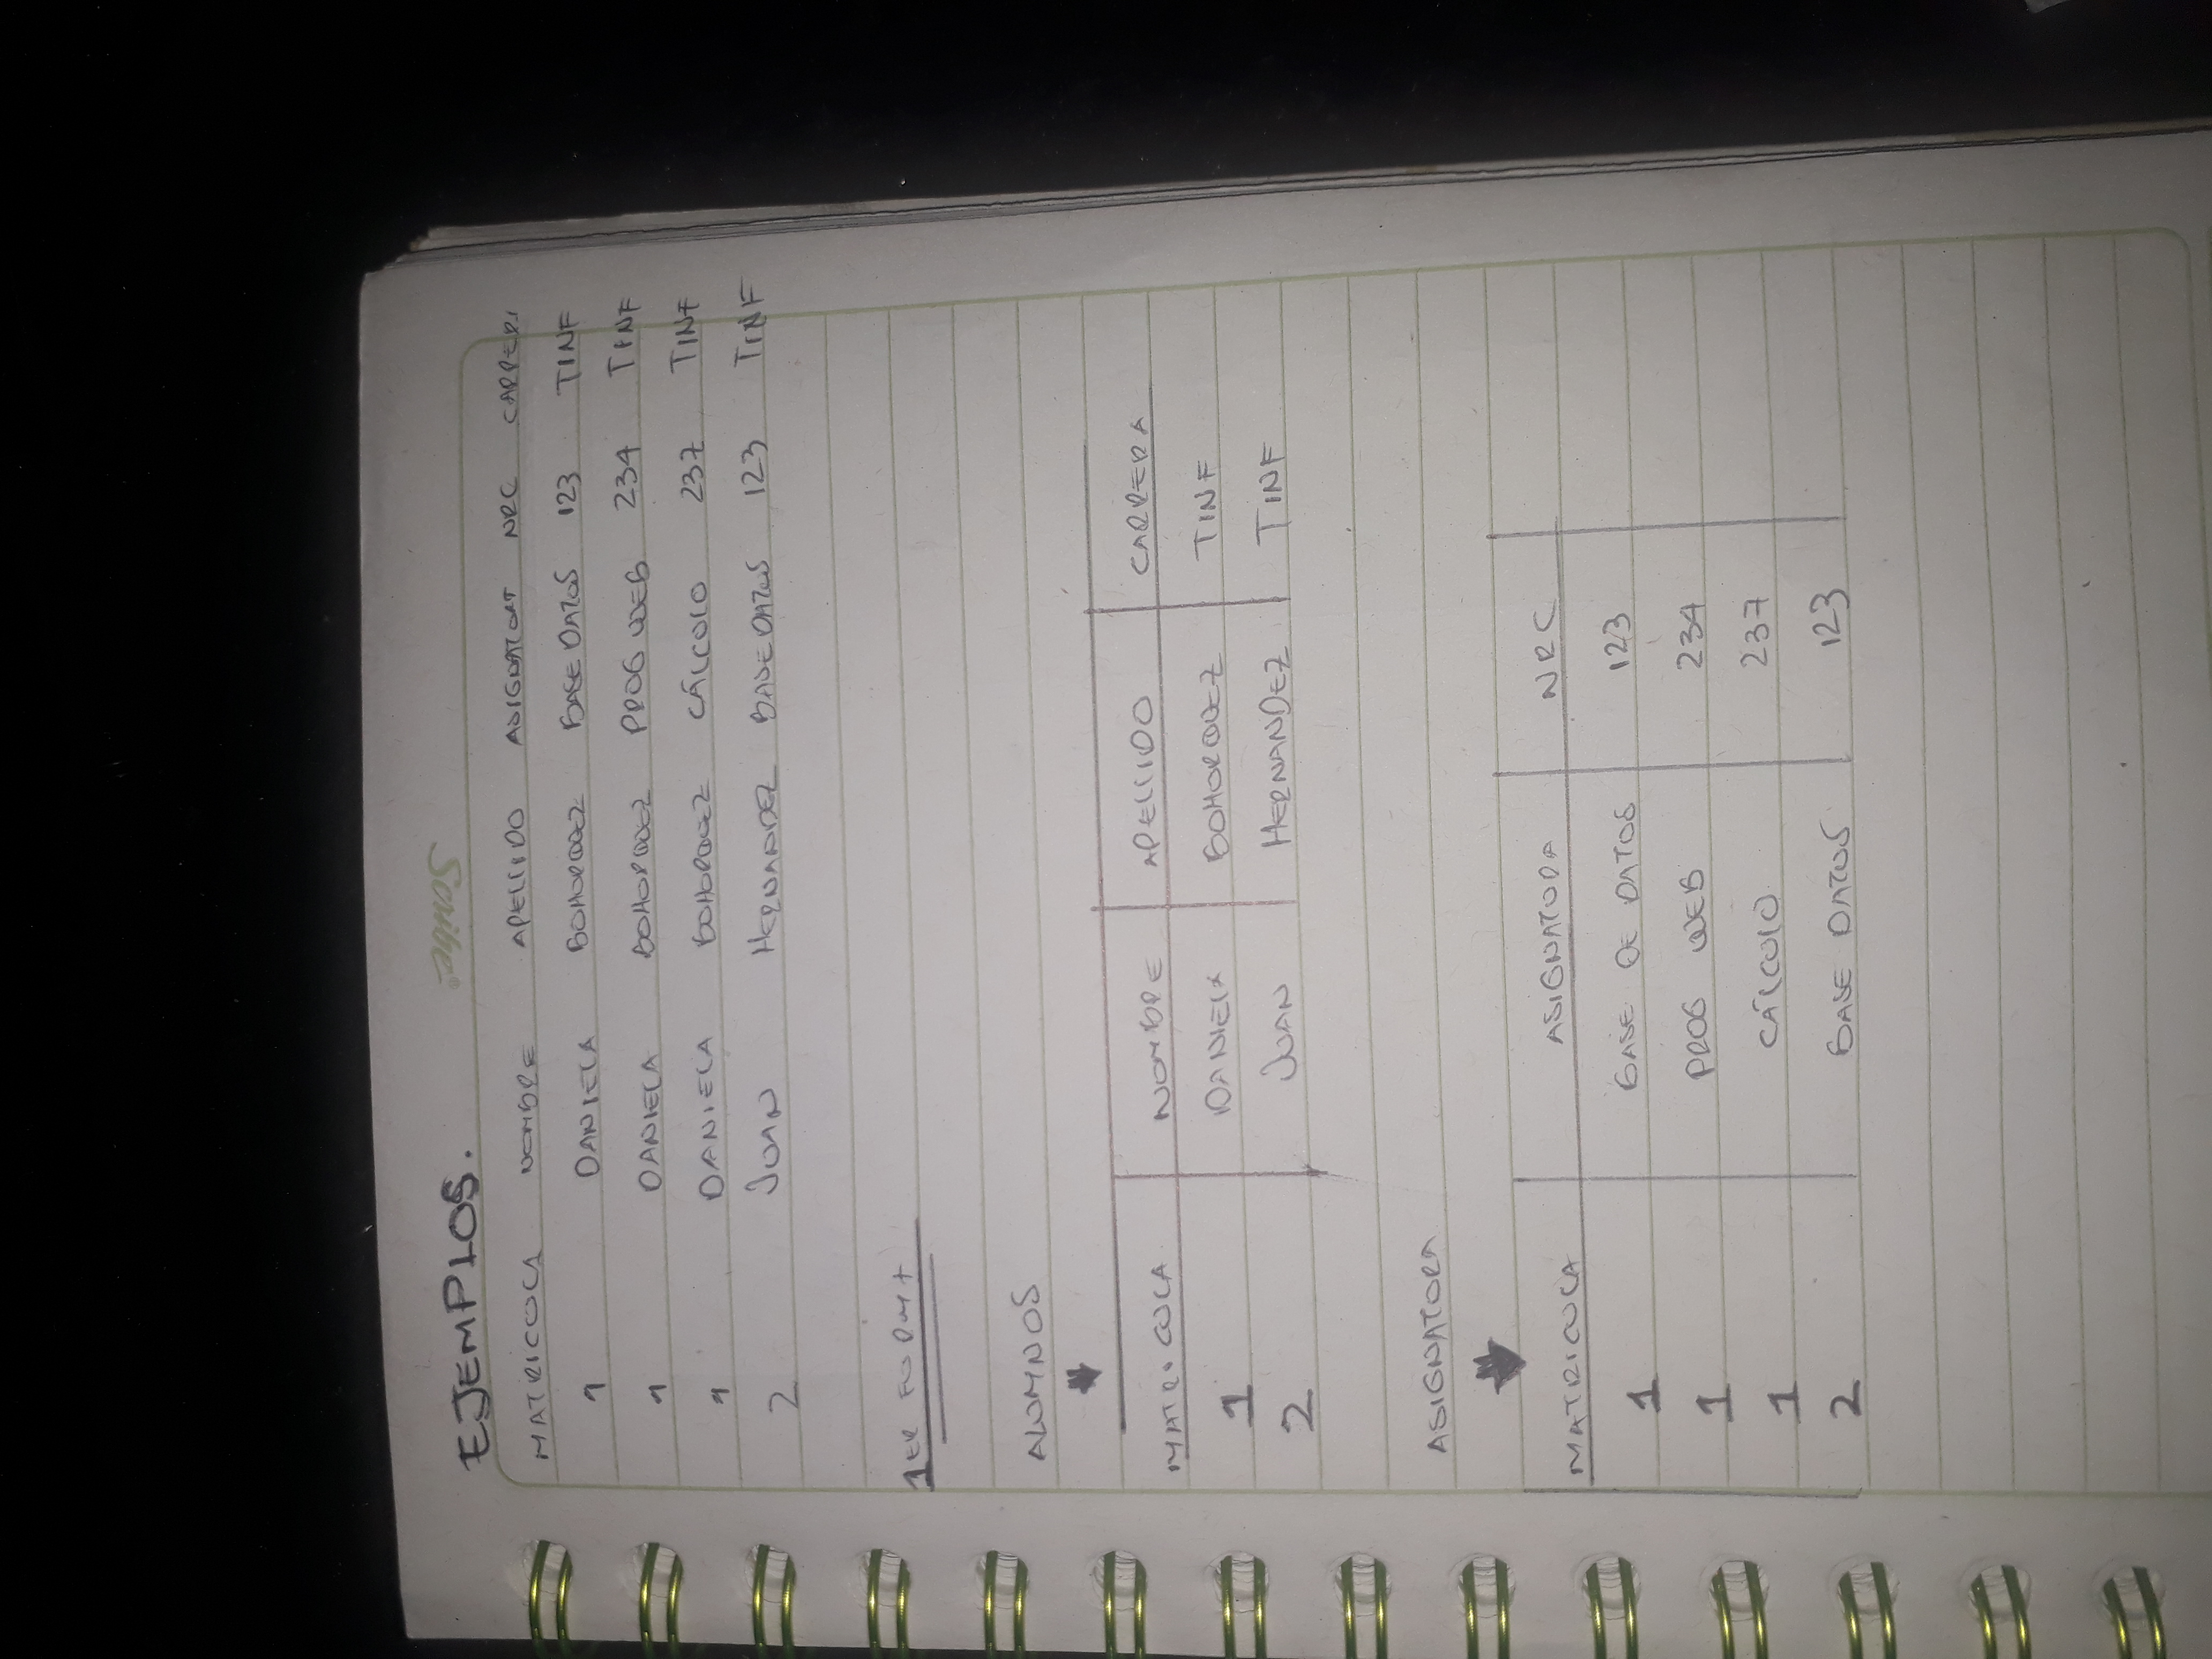 EJEMPLOS.
MATRICULA NOMBRE APELLIDO ASIGNATURA NRC CARRERA
1 DANIELA BOHORQUEZ BASE DATOS 123 TINF
1 DANIELA BOHORQUEZ PROG WEB 234 TINF
1 DANIELA BOHORQUEZ CÁLCULO 237 TINF
2 JUAN HERNANDEZ BASE DATOS 123 TINF
1ER FORMA
ALUMNOS
MATRICULA NOMBRE APELLIDO CARRERA
1 DANIELA BOHORQUEZ TINF
2 JUAN HERNANDEZ TINF
ASIGNATURA
MATRICULA ASIGNATURA NRC
1 BASE DE DATOS 123
1 PROG WEB 234
1 CÁLCULO 237
2 BASE DATOS 123